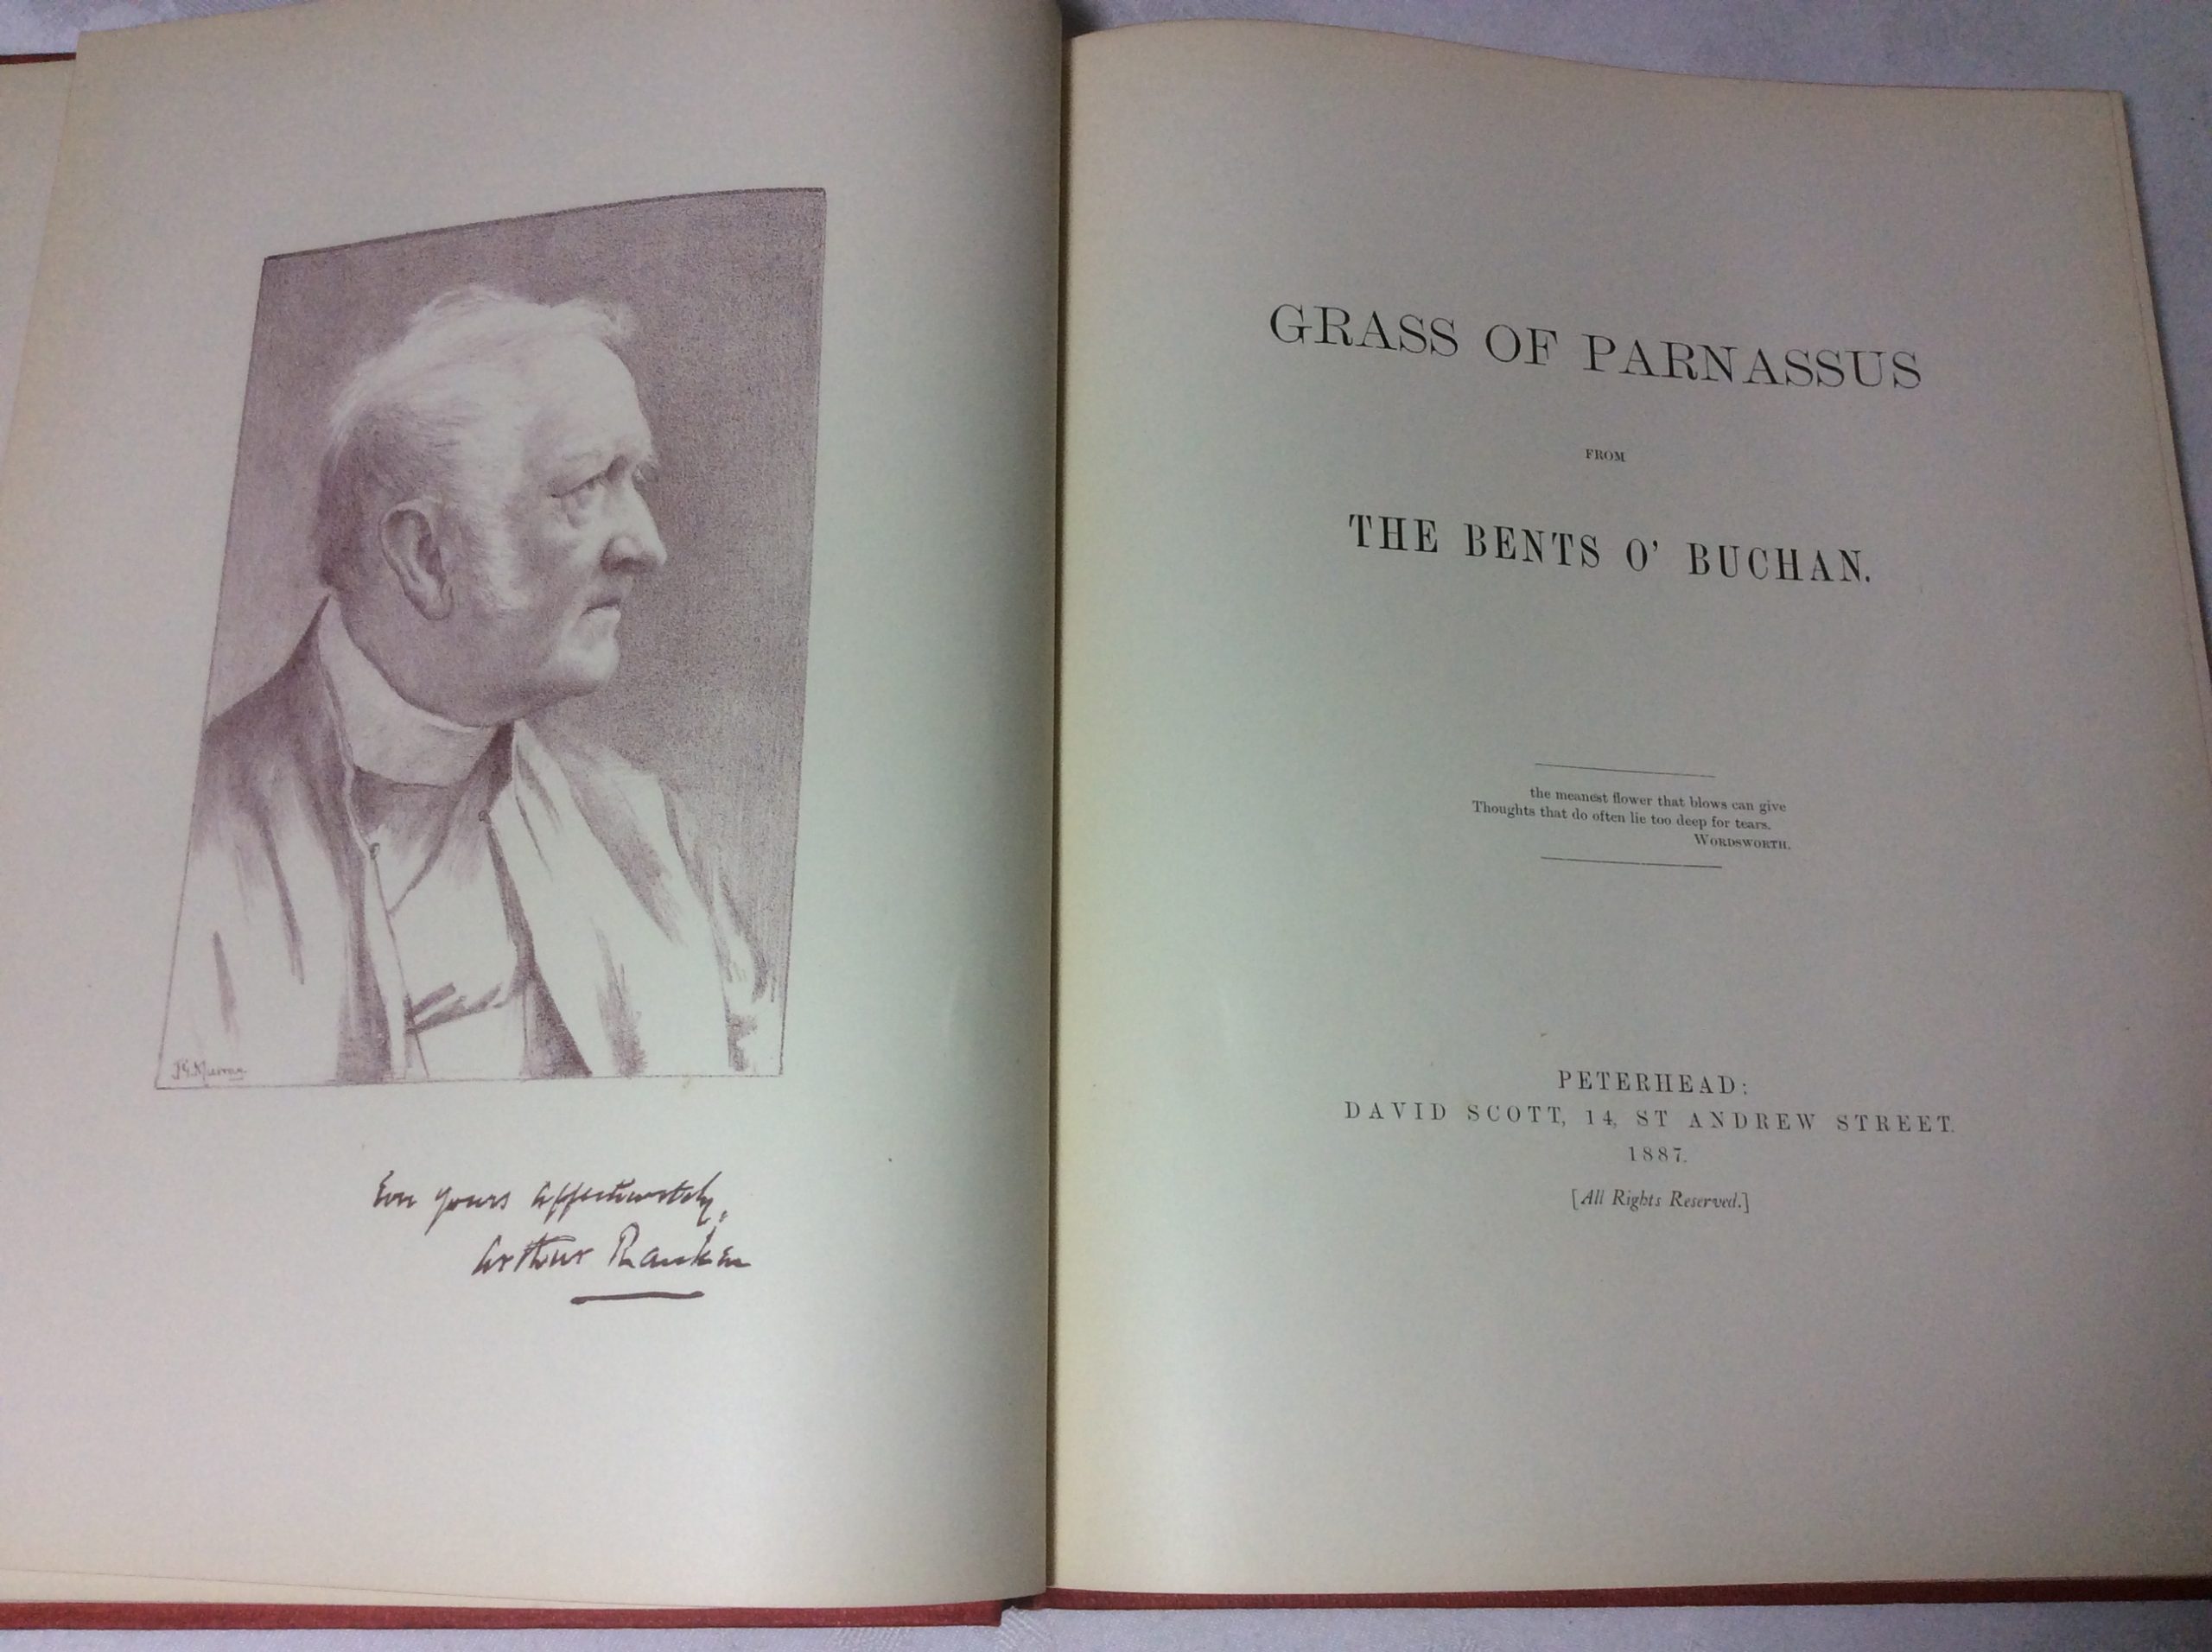 J. G. Murray
Ever yours affectionately,
Arthur Ranken
GRASS OF PARNASSUS
FROM
THE BENTS O' BUCHAN.
the meanest flower that blows can give
Thoughts that do often lie too deep for tears.
WORDSWORTH.
PETERHEAD:
DAVID SCOTT, 14, ST ANDREW STREET.
1887.
[All Rights Reserved.]